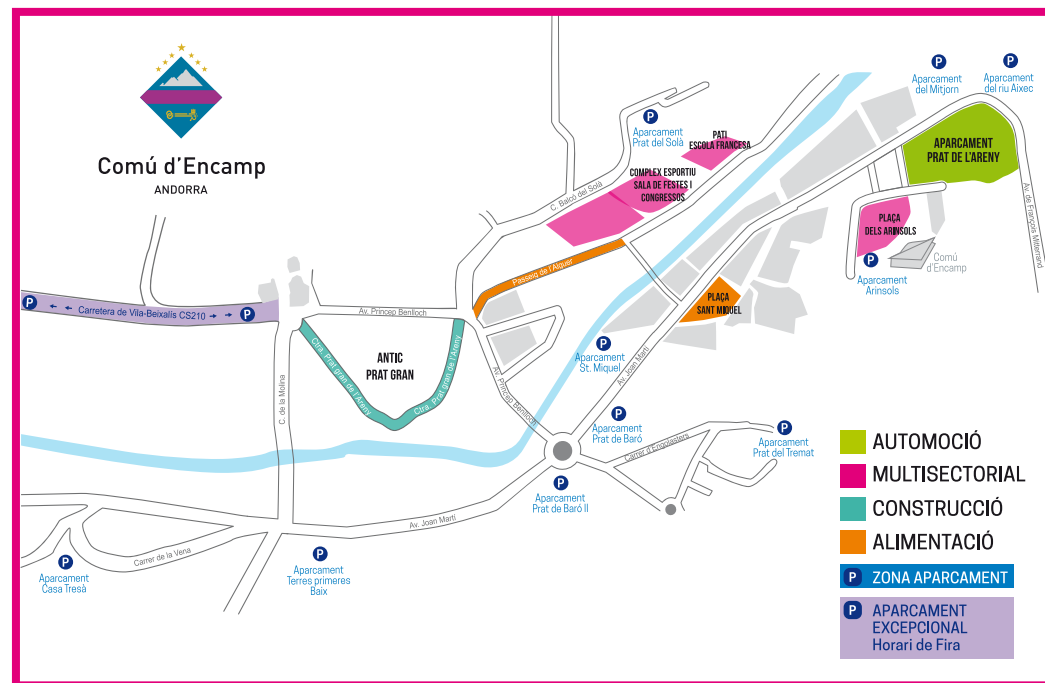 Comú d'Encamp
ANDORRA
P
Aparcament
del Mitjorn
P
Aparcament
del riu Aixec
P
Aparcament
Prat del Solà
PATI
ESCOLA FRANCESA
COMPLEX ESPORTIU
SALA DE FESTES I
CONGRESSOS
C. Baicó del Solà
APARCAMENT
PRAT DE L'ARENY
Av. de François Mitterrand
PLAÇA
DELS ARINSOLS
Comú
d'Encamp
P
Aparcament
Arinsols
Passeig de l'Alguer
PLAÇA
SANT MIQUEL
P
Carretera de Vila-Beixalís CS210
P
Av. Príncep Benlloch
ANTIC
PRAT GRAN
Ctra. Prat gran de l'Areny
Ctra. Prat gran de l'Areny
C. de la Molina
Av. Príncep Benlloch
P
Aparcament
St. Miquel
Av. Joan Martí
P
Aparcament
Prat de Baró
Carrer d'Engolasters
P
Aparcament
Prat del Tremat
P
Aparcament
Prat de Baró II
Av. Joan Martí
Carrer de la Vena
P
Aparcament
Casa Tresà
P
Aparcament
Terres primeres
Baix
AUTOMOCIÓ
MULTISECTORIAL
CONSTRUCCIÓ
ALIMENTACIÓ
P ZONA APARCAMENT
P APARCAMENT
EXCEPCIONAL
Horari de Fira